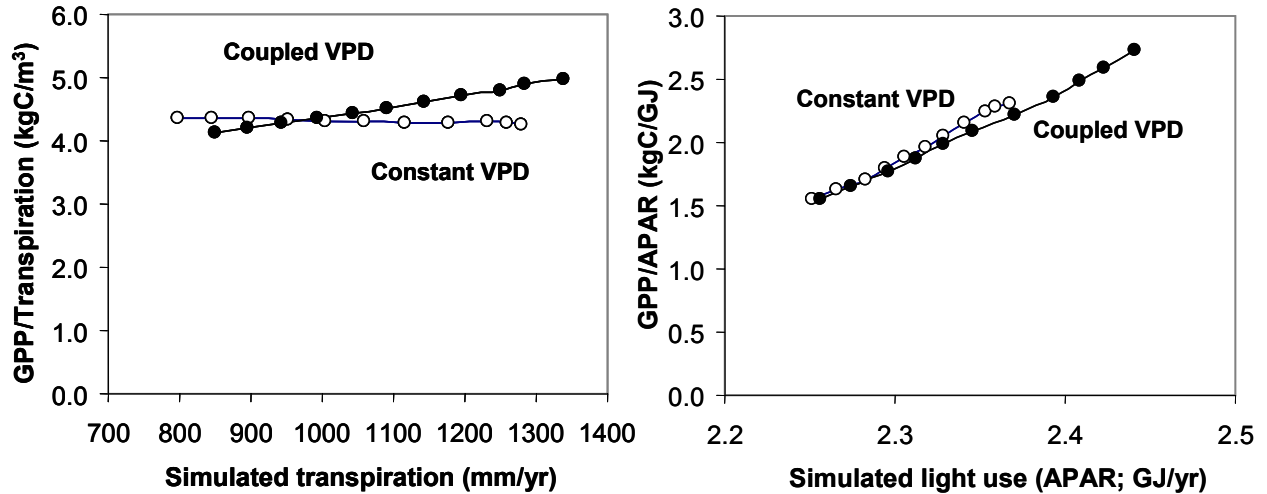 GPP/Transpiration (kgC/m³)
6.0
5.0
4.0
3.0
2.0
1.0
0.0
Coupled VPD
Constant VPD
700 800 900 1000 1100 1200 1300 1400
Simulated transpiration (mm/yr)
GPP/APAR (kgC/GJ)
3.0
2.5
2.0
1.5
1.0
0.5
0.0
Constant VPD
Coupled VPD
2.2 2.3 2.4 2.5
Simulated light use (APAR; GJ/yr)